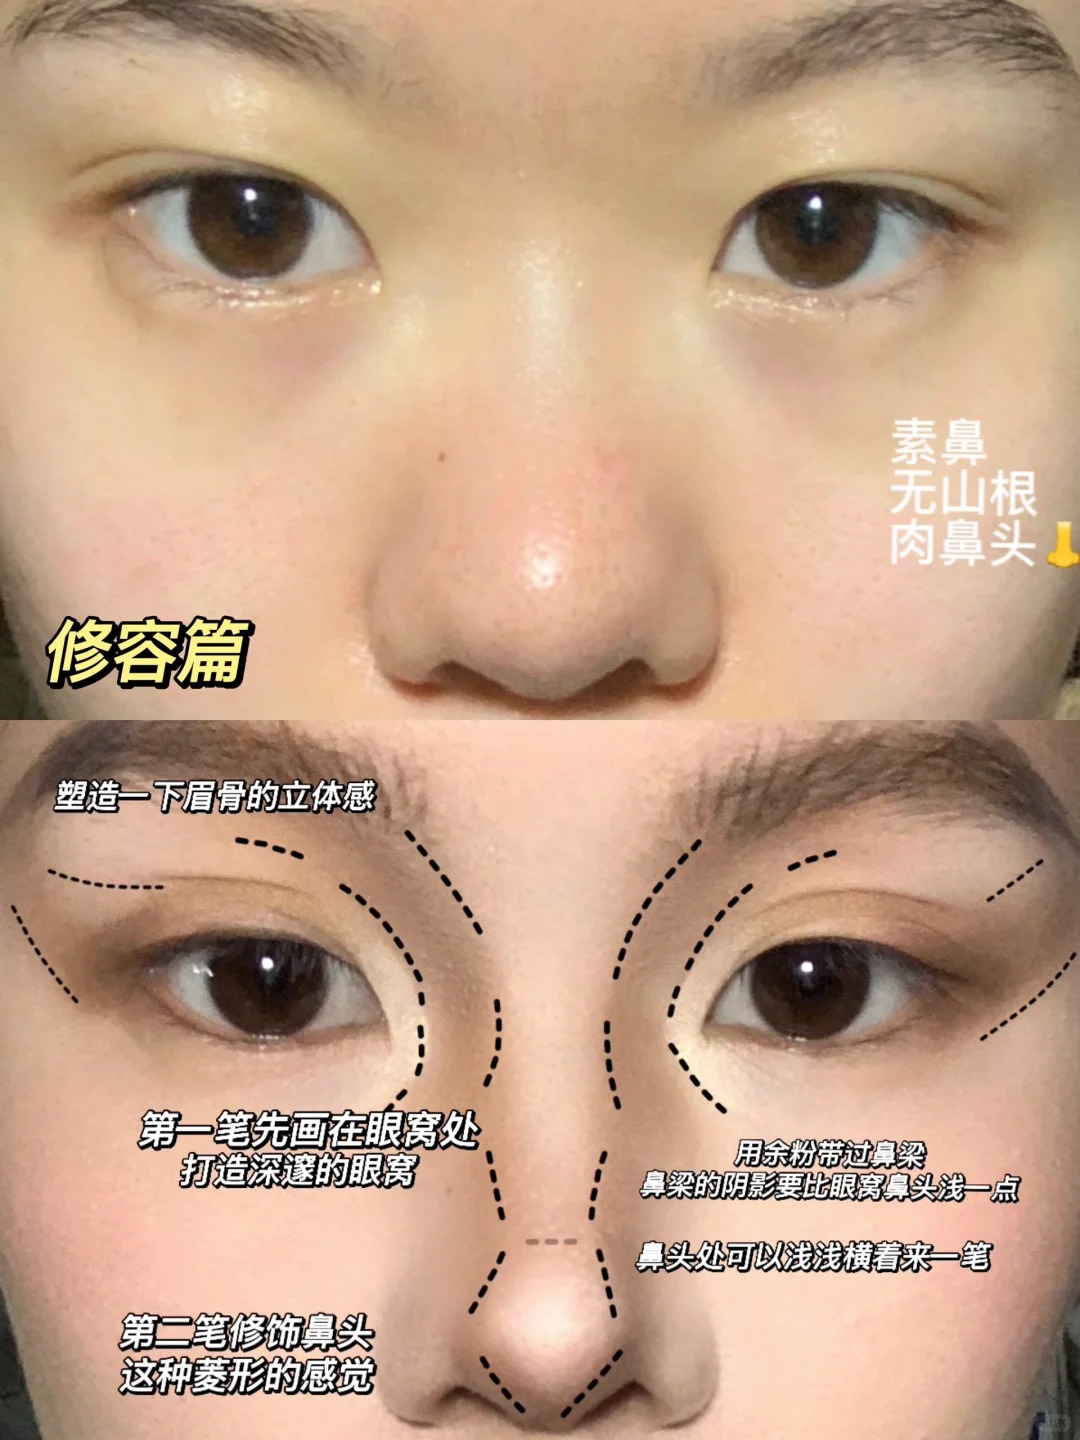 素鼻
无山根
肉鼻头👃
修容篇
塑造一下眉骨的立体感
第一笔先画在眼窝处
打造深邃的眼窝
用余粉带过鼻梁
鼻梁的阴影要比眼窝鼻头浅一点
鼻头处可以浅浅横着来一笔
第二笔修饰鼻头
这种菱形的感觉